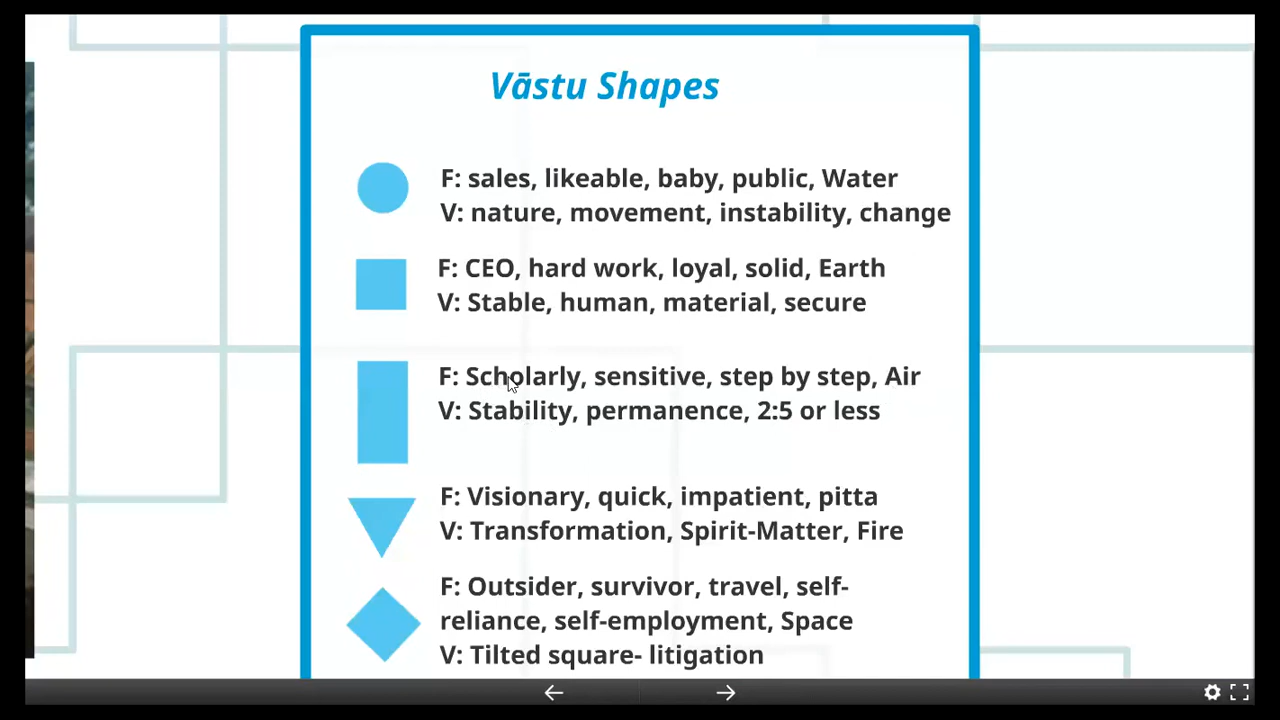 Vāstu Shapes
F: sales, likeable, baby, public, Water
V: nature, movement, instability, change
F: CEO, hard work, loyal, solid, Earth
V: Stable, human, material, secure
F: Scholarly, sensitive, step by step, Air
V: Stability, permanence, 2:5 or less
F: Visionary, quick, impatient, pitta
V: Transformation, Spirit-Matter, Fire
F: Outsider, survivor, travel, self-
reliance, self-employment, Space
V: Tilted square- litigation